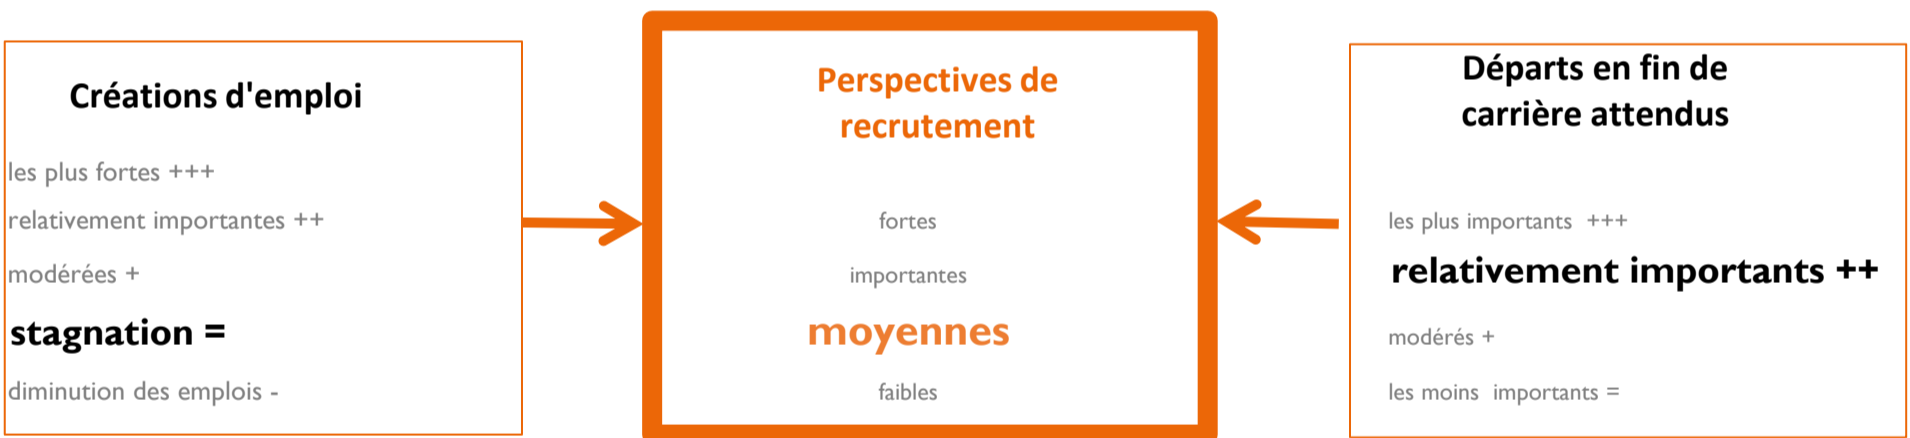 Créations d'emploi
les plus fortes +++
relativement importantes ++
modérées +
stagnation =
diminution des emplois -
Perspectives de
recrutement
fortes
importantes
moyennes
faibles
Départs en fin de
carrière attendus
les plus importants +++
relativement importants ++
modérés +
les moins importants =